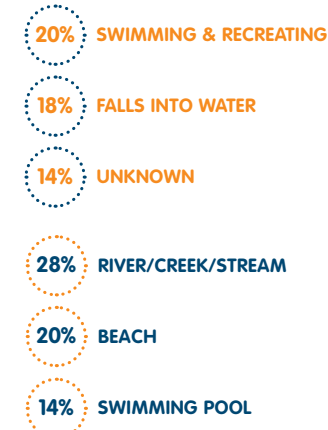 20% SWIMMING & RECREATING
18% FALLS INTO WATER
14% UNKNOWN
28% RIVER/CREEK/STREAM
20% BEACH
14% SWIMMING POOL